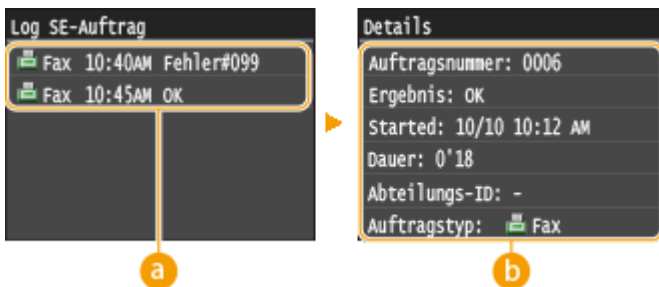 Log SE-Auftrag
Fax 10:40AM Fehler#099
Fax 10:45AM OK
a
Details
Auftragsnummer: 0006
Ergebnis: OK
Started: 10/10 10:12 AM
Dauer: 0'18
Abteilungs-ID: -
Auftragstyp: Fax
b